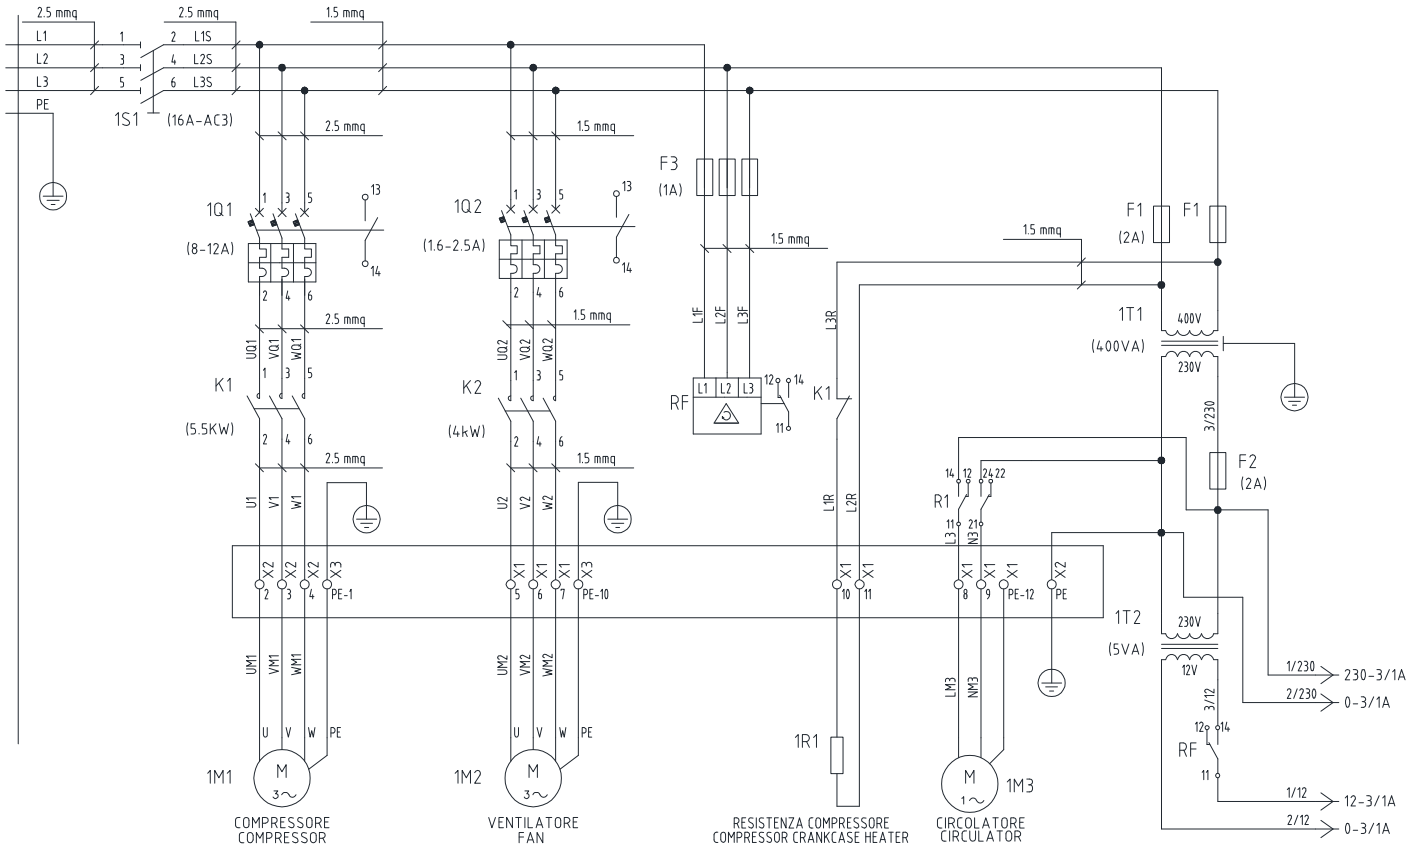 2.5 mmq 2.5 mmq 1.5 mmq
L1 1 2 L1S
L2 3 4 L2S
L3 5 6 L3S
PE
1S1 (16A-AC3)
2.5 mmq 1.5 mmq
F3
(1A)
1 3 5 13
1Q1
(8-12A)
14
2 4 6
1 3 5 13
1Q2
(1.6-2.5A)
14
2 4 6
F1 F1
(2A)
1.5 mmq
1.5 mmq
2.5 mmq
1.5 mmq
UQ1 VQ1 WQ1
UQ2 VQ2 WQ2
L1F L2F L3F
L3R
1T1
(400VA)
400V
230V
K1
(5.5KW)
1 3 5
2 4 6
K2
(4kW)
1 3 5
2 4 6
RF
L1 L2 L3
12 14
11
K1
3/230
F2
(2A)
2.5 mmq
1.5 mmq
U1 V1 W1
U2 V2 W2
L1R L2R
14 12 24 22
R1
11 21
L3 N3
X2 X2 X2 X3
2 3 4 PE-1
X1 X1 X1 X3
5 6 7 PE-10
X1 X1
10 11
X1 X1 X1
8 9 PE-12
X2
PE
1T2
(5VA)
230V
12V
UM1 VM1 WM1
UM2 VM2 WM2
LM3 NM3
3/12
1/230 230-3/1A
2/230 0-3/1A
U V W PE
U V W PE
12 14
RF
11
1/12 12-3/1A
2/12 0-3/1A
1M1
M
3~
1M2
M
3~
1R1
M
1~
1M3
COMPRESSORE
COMPRESSOR
VENTILATORE
FAN
RESISTENZA COMPRESSORE
COMPRESSOR CRANKCASE HEATER
CIRCOLATORE
CIRCULATOR